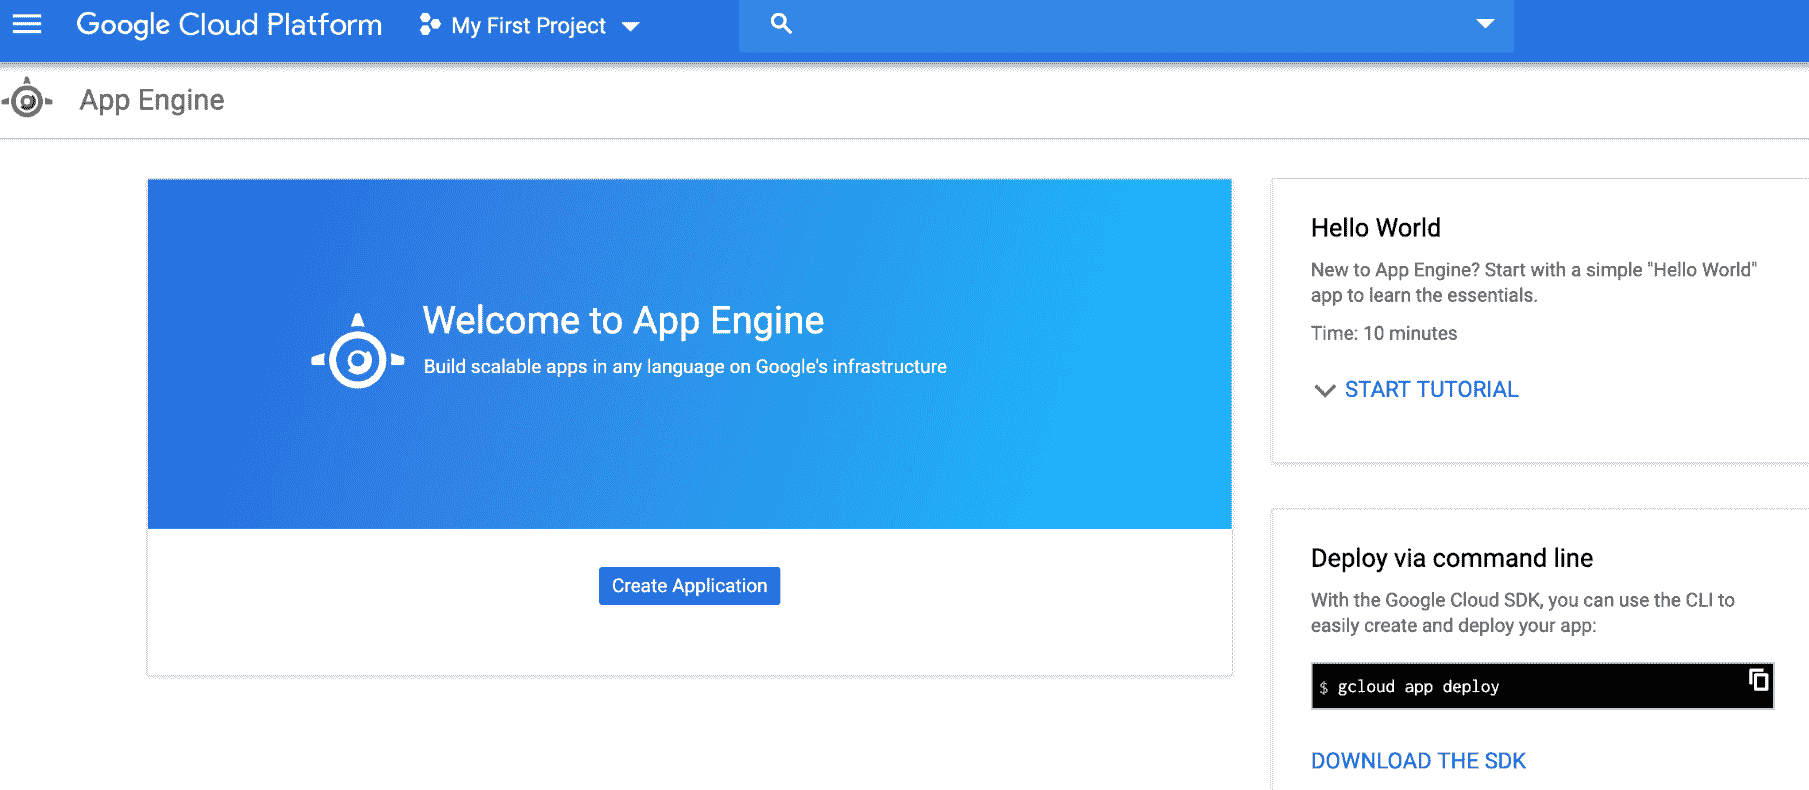 Google Cloud Platform
My First Project
App Engine
Welcome to App Engine
Build scalable apps in any language on Google's infrastructure
Create Application
Hello World
New to App Engine? Start with a simple "Hello World"
app to learn the essentials.
Time: 10 minutes
START TUTORIAL
Deploy via command line
With the Google Cloud SDK, you can use the CLI to
easily create and deploy your app:
$ gcloud app deploy
DOWNLOAD THE SDK